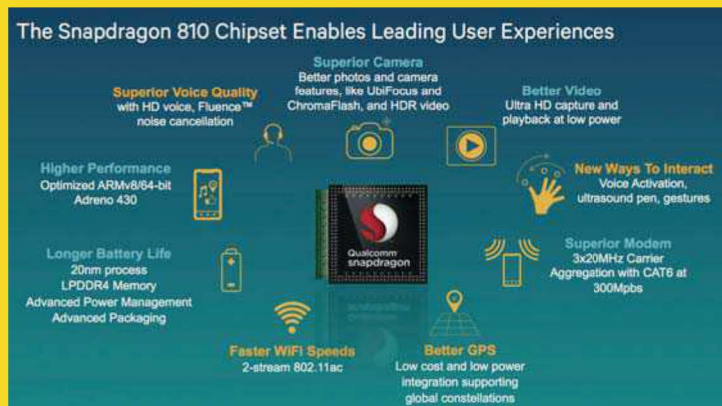 The Snapdragon 810 Chipset Enables Leading User Experiences
Superior Camera
Better photos and camera
features, like UbiFocus and
ChromaFlash, and HDR video
Superior Voice Quality
with HD voice, Fluence™
noise cancellation
Better Video
Ultra HD capture and
playback at low power
Higher Performance
Optimized ARMv8/64-bit
Adreno 430
New Ways To Interact
Voice Activation,
ultrasound pen, gestures
Qualcomm
snapdragon
Longer Battery Life
20nm process
LPDDR4 Memory
Advanced Power Management
Advanced Packaging
Superior Modem
3x20MHz Carrier
Aggregation with CAT6 at
300Mpbs
Faster WiFi Speeds
2-stream 802.11ac
Better GPS
Low cost and low power
integration supporting
global constellations